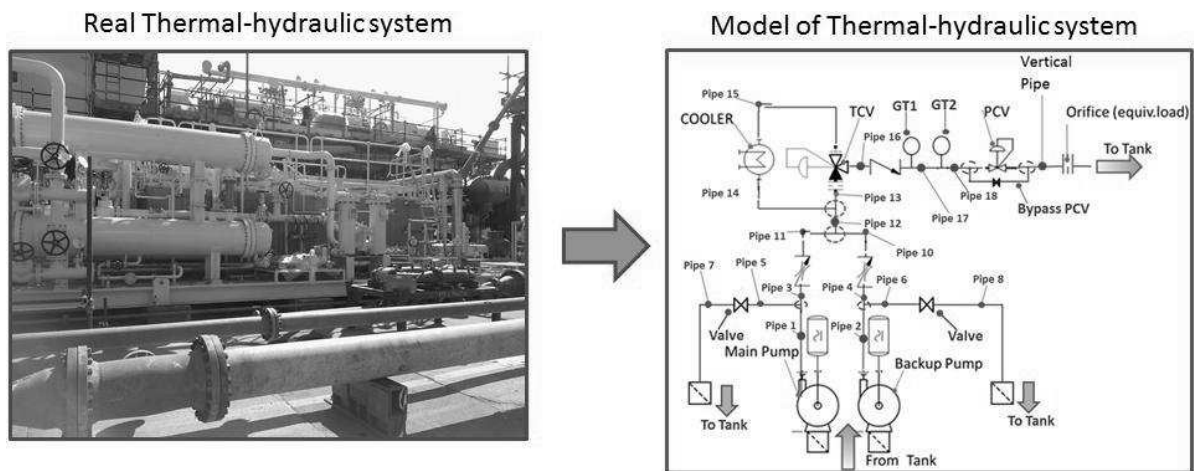 Real Thermal-hydraulic system
Model of Thermal-hydraulic system
Vertical
Pipe
Pipe 15
COOLER
TCV
GT1
GT2
PCV
Orifice (equiv.load)
Pipe 16
To Tank
Pipe 14
Pipe 13
Pipe 18
Bypass PCV
Pipe 12
Pipe 17
Pipe 11
Pipe 10
Pipe 7
Pipe 5
Pipe 3
Pipe 4
Pipe 6
Pipe 8
Valve
Pipe 1
Pipe 2
Valve
Main Pump
Backup Pump
To Tank
To Tank
From Tank